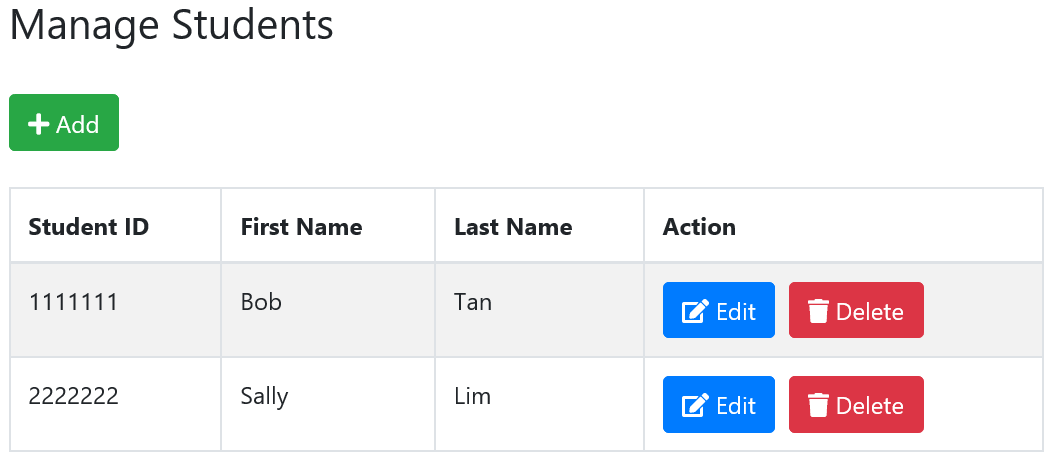 Manage Students
Add
Student ID First Name Last Name Action
1111111 Bob Tan Edit Delete
2222222 Sally Lim Edit Delete